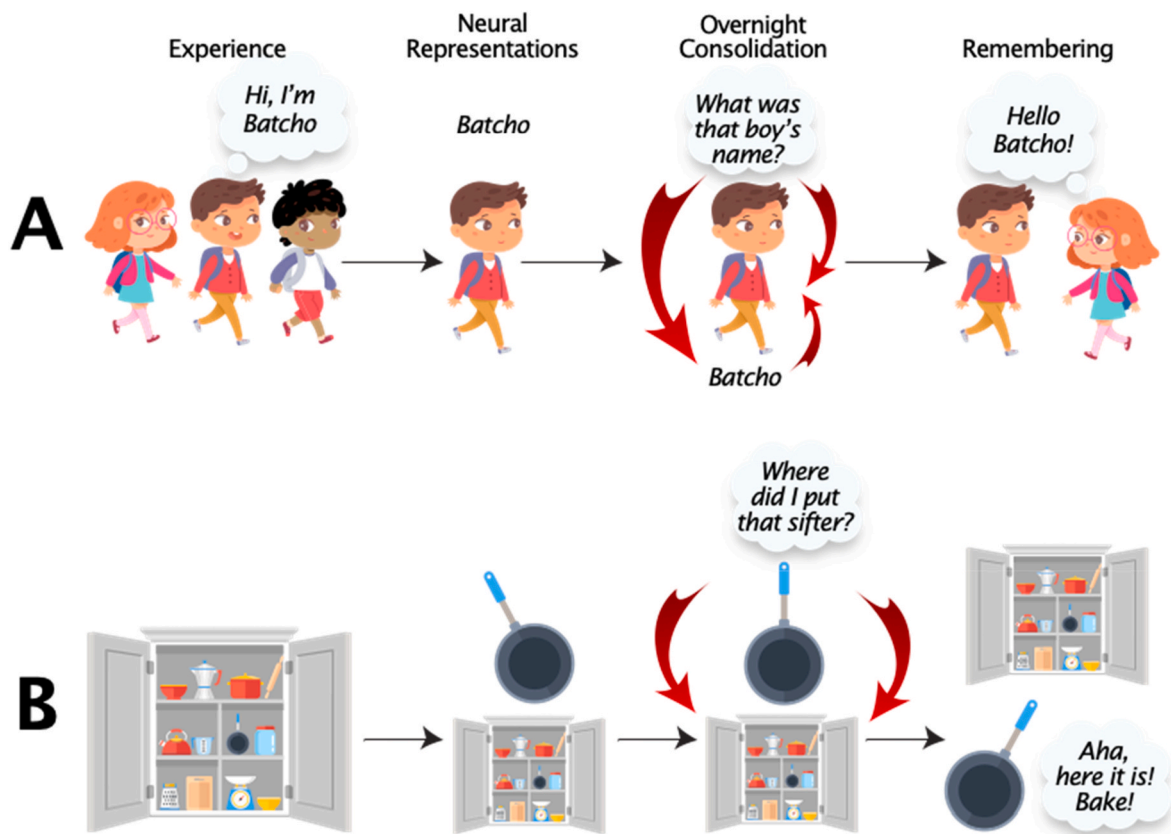 Experience
Neural
Representations
Overnight
Consolidation
Remembering
A
Hi, I'm
Batcho
Batcho
What was
that boy's
name?
Batcho
Hello
Batcho!
B
Where
did I put
that sifter?
Aha,
here it is!
Bake!